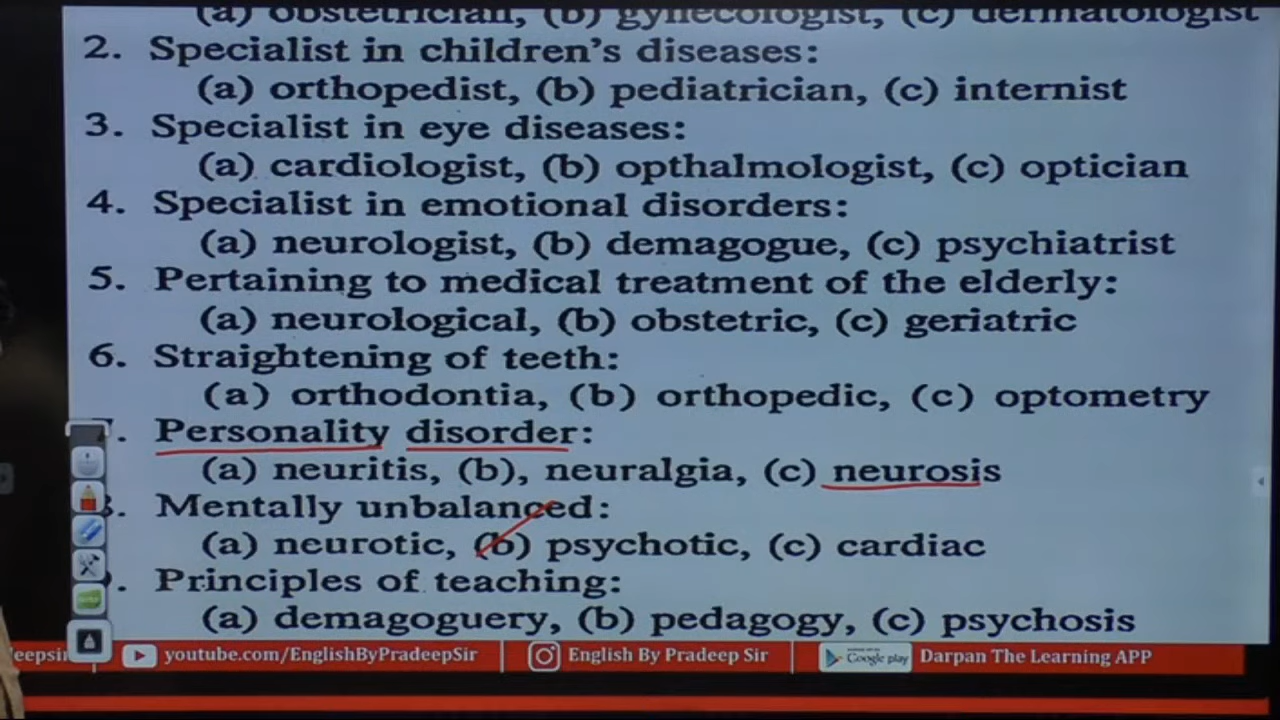 (a) obstetrician, (b) gynecologist, (c) dermatologist
2. Specialist in children's diseases:
(a) orthopedist, (b) pediatrician, (c) internist
3. Specialist in eye diseases:
(a) cardiologist, (b) opthalmologist, (c) optician
4. Specialist in emotional disorders:
(a) neurologist, (b) demagogue, (c) psychiatrist
5. Pertaining to medical treatment of the elderly:
(a) neurological, (b) obstetric, (c) geriatric
6. Straightening of teeth:
(a) orthodontia, (b) orthopedic, (c) optometry
. Personality disorder:
(a) neuritis, (b), neuralgia, (c) neurosis
. Mentally unbalanced:
(a) neurotic, (b) psychotic, (c) cardiac
. Principles of teaching:
(a) demagoguery, (b) pedagogy, (c) psychosis
youtube.com/EnglishByPradeepSir English By Pradeep Sir Google play Darpan The Learning APP